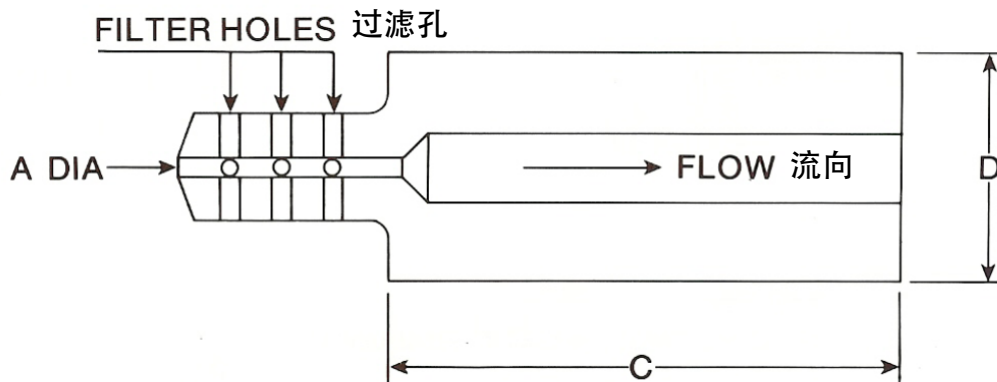 FILTER HOLES 过滤孔
A DIA
FLOW 流向
D
C